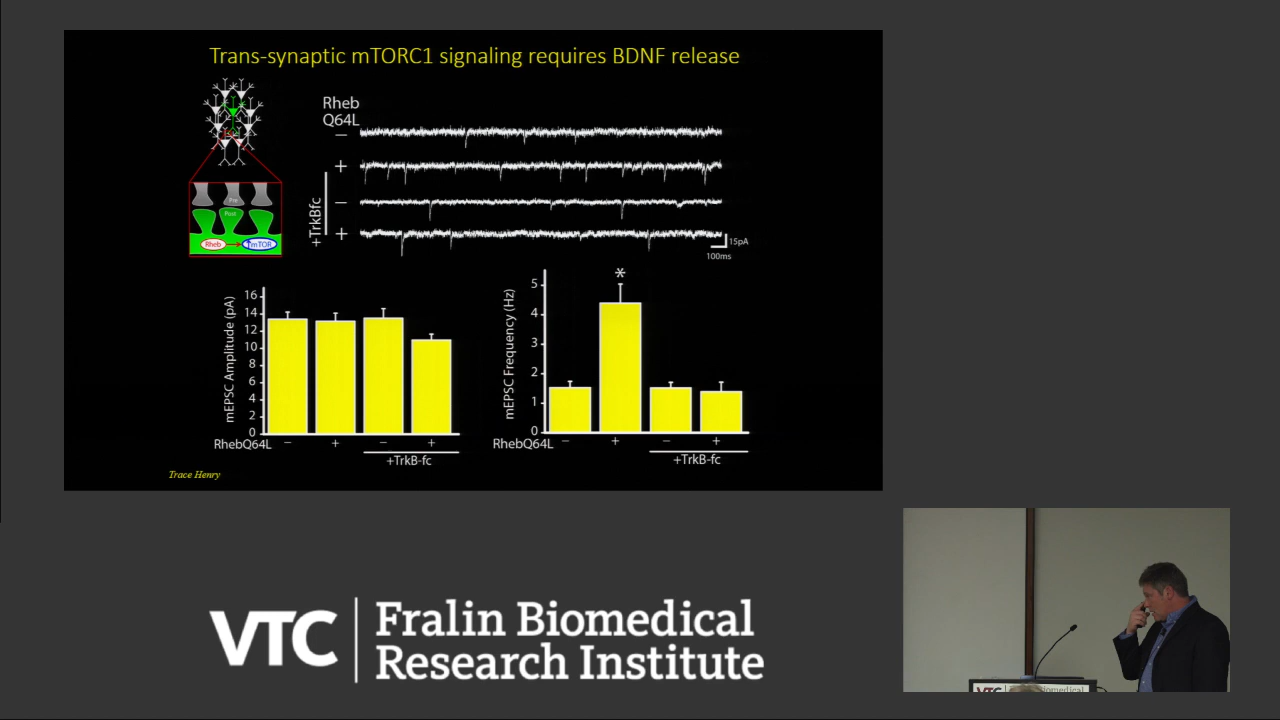 Trans-synaptic mTORC1 signaling requires BDNF release
Rheb
Q64L
−
+
−
+
+TrkBfc
15pA
100ms
Pre
Post
Rheb
↑mTOR
mEPSC Amplitude (pA)
16
14
12
10
8
6
4
2
0
RhebQ64L − + − +
+TrkB-fc
mEPSC Frequency (Hz)
5
4
3
2
1
0
*
RhebQ64L − + − +
+TrkB-fc
Trace Henry
VTC
Fralin Biomedical
Research Institute
VTC